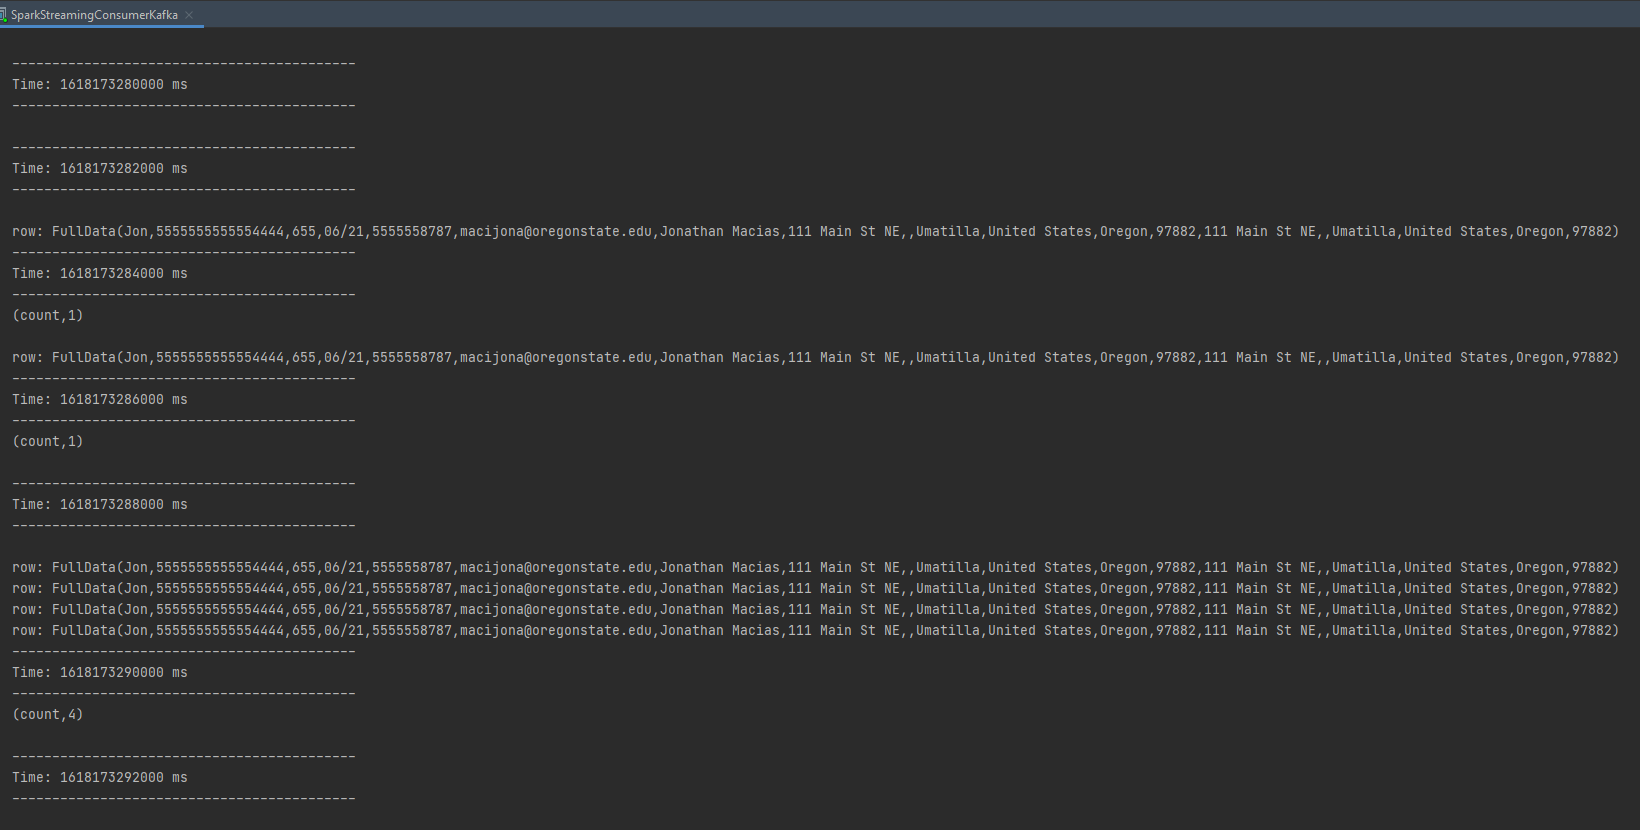 SparkStreamingConsumerKafka
-------------------------------------------
Time: 1618173280000 ms
-------------------------------------------
-------------------------------------------
Time: 1618173282000 ms
-------------------------------------------
row: FullData(Jon,5555555555554444,655,06/21,5555558787,macijona@oregonstate.edu,Jonathan Macias,111 Main St NE,,Umatilla,United States,Oregon,97882,111 Main St NE,,Umatilla,United States,Oregon,97882)
-------------------------------------------
Time: 1618173284000 ms
-------------------------------------------
(count,1)
row: FullData(Jon,5555555555554444,655,06/21,5555558787,macijona@oregonstate.edu,Jonathan Macias,111 Main St NE,,Umatilla,United States,Oregon,97882,111 Main St NE,,Umatilla,United States,Oregon,97882)
-------------------------------------------
Time: 1618173286000 ms
-------------------------------------------
(count,1)
-------------------------------------------
Time: 1618173288000 ms
-------------------------------------------
row: FullData(Jon,5555555555554444,655,06/21,5555558787,macijona@oregonstate.edu,Jonathan Macias,111 Main St NE,,Umatilla,United States,Oregon,97882,111 Main St NE,,Umatilla,United States,Oregon,97882)
row: FullData(Jon,5555555555554444,655,06/21,5555558787,macijona@oregonstate.edu,Jonathan Macias,111 Main St NE,,Umatilla,United States,Oregon,97882,111 Main St NE,,Umatilla,United States,Oregon,97882)
row: FullData(Jon,5555555555554444,655,06/21,5555558787,macijona@oregonstate.edu,Jonathan Macias,111 Main St NE,,Umatilla,United States,Oregon,97882,111 Main St NE,,Umatilla,United States,Oregon,97882)
row: FullData(Jon,5555555555554444,655,06/21,5555558787,macijona@oregonstate.edu,Jonathan Macias,111 Main St NE,,Umatilla,United States,Oregon,97882,111 Main St NE,,Umatilla,United States,Oregon,97882)
-------------------------------------------
Time: 1618173290000 ms
-------------------------------------------
(count,4)
-------------------------------------------
Time: 1618173292000 ms
-------------------------------------------